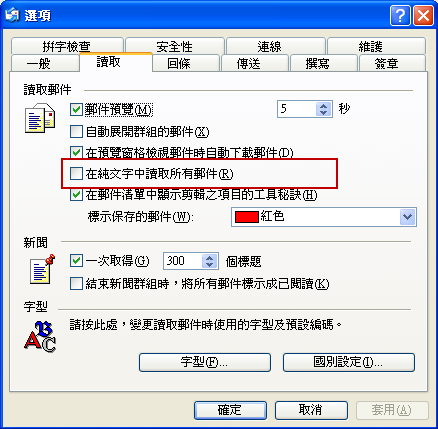 選項
拼字檢查 安全性 連線 維護
一般 讀取 回條 傳送 撰寫 簽章
讀取郵件
郵件預覽(M) 5 秒
自動展開群組的郵件(X)
在預覽窗格檢視郵件時自動下載郵件(D)
在純文字中讀取所有郵件(R)
在郵件清單中顯示剪輯之項目的工具秘訣(H)
標示保存的郵件(W): 紅色
新聞
一次取得(G) 300 個標題
結束新聞群組時，將所有郵件標示成已閱讀(K)
字型
請按此處，變更讀取郵件時使用的字型及預設編碼。
字型(F)... 國別設定(I)...
確定 取消 套用(A)